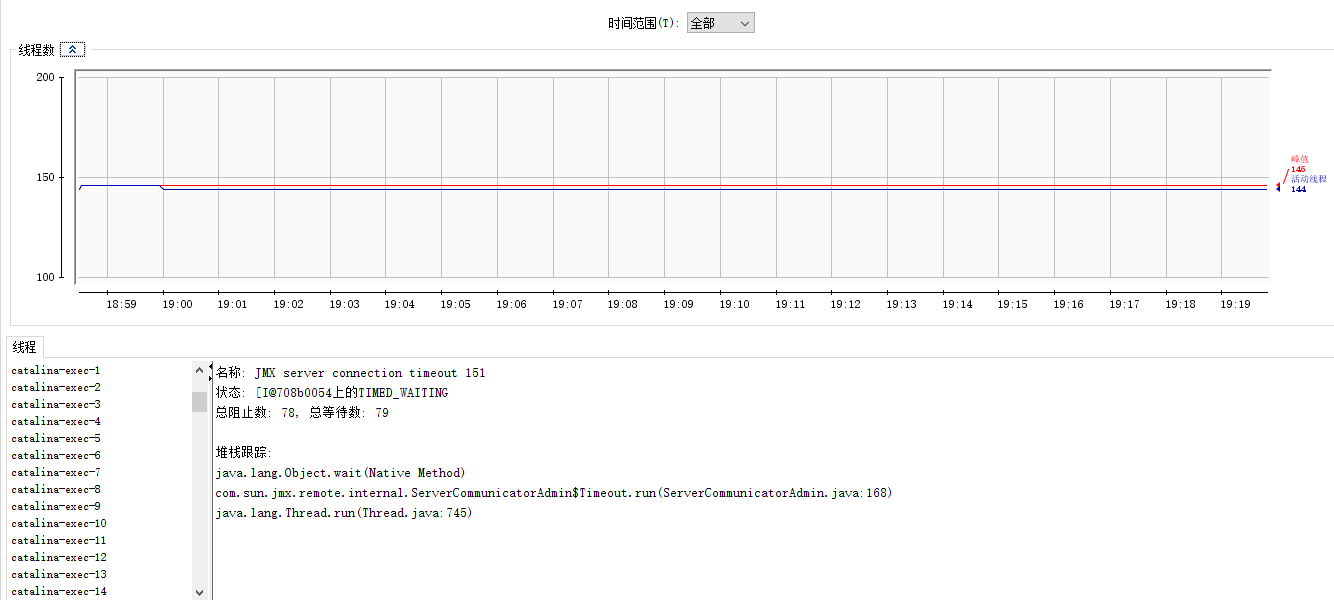 时间范围(T): 全部
线程数
200
150
100
峰值
146
活动线程
144
18:59 19:00 19:01 19:02 19:03 19:04 19:05 19:06 19:07 19:08 19:09 19:10 19:11 19:12 19:13 19:14 19:15 19:16 19:17 19:18 19:19
线程
catalina-exec-1
catalina-exec-2
catalina-exec-3
catalina-exec-4
catalina-exec-5
catalina-exec-6
catalina-exec-7
catalina-exec-8
catalina-exec-9
catalina-exec-10
catalina-exec-11
catalina-exec-12
catalina-exec-13
catalina-exec-14
名称: JMX server connection timeout 151
状态: [I@708b0054上的TIMED_WAITING
总阻止数: 78, 总等待数: 79
堆栈跟踪:
java.lang.Object.wait(Native Method)
com.sun.jmx.remote.internal.ServerCommunicatorAdmin$Timeout.run(ServerCommunicatorAdmin.java:168)
java.lang.Thread.run(Thread.java:745)